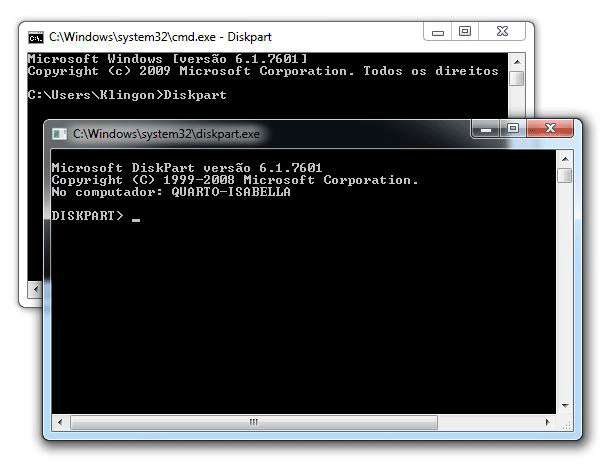 C:\Windows\system32\cmd.exe - Diskpart
Microsoft Windows [versão 6.1.7601]
Copyright (c) 2009 Microsoft Corporation. Todos os direitos
C:\Users\Klingon>Diskpart
C:\Windows\system32\diskpart.exe
Microsoft DiskPart versão 6.1.7601
Copyright (C) 1999-2008 Microsoft Corporation.
No computador: QUARTO-ISABELLA
DISKPART> _